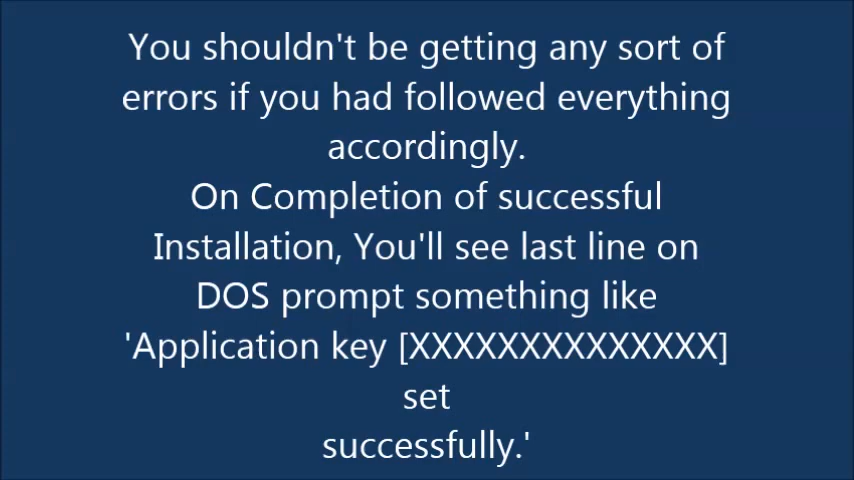 You shouldn't be getting any sort of
errors if you had followed everything
accordingly.
On Completion of successful
Installation, You'll see last line on
DOS prompt something like
'Application key [XXXXXXXXXXXXXX]
set
successfully.'